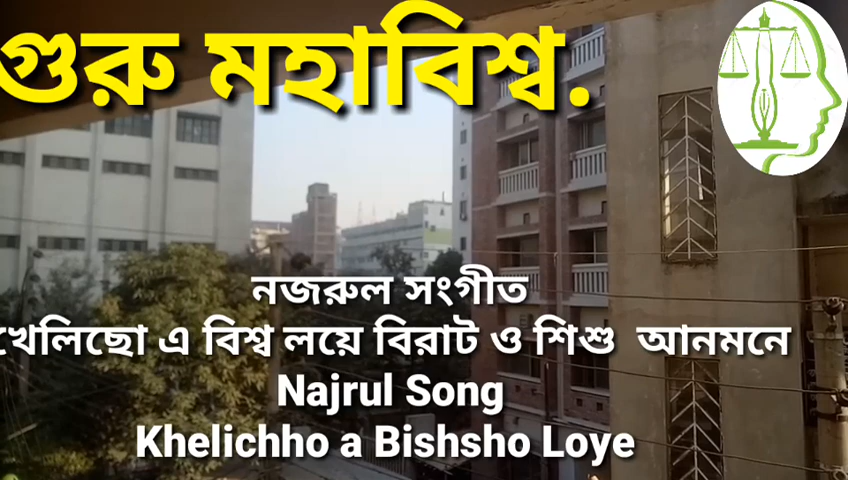 গুরু মহাবিশ্ব.
নজরুল সংগীত
খেলিছো এ বিশ্ব লয়ে বিরাট ও শিশু আনমনে
Najrul Song
Khelichho a Bishsho Loye